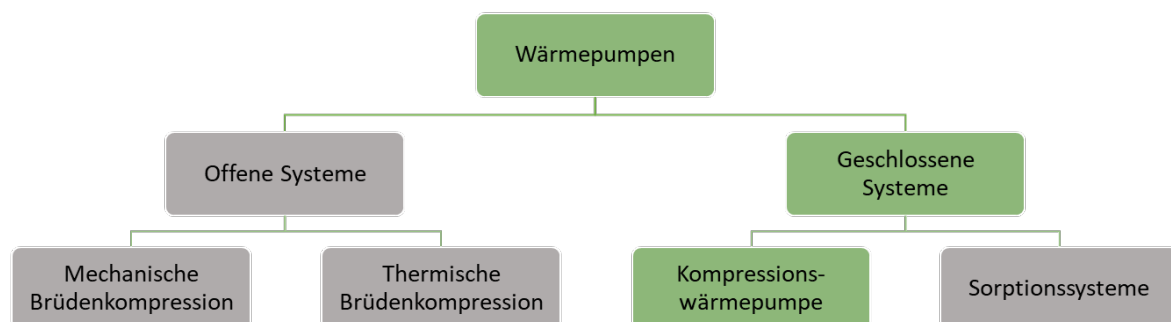 Wärmepumpen
Offene Systeme
Geschlossene
Systeme
Mechanische
Brüdenkompression
Thermische
Brüdenkompression
Kompressions-
wärmepumpe
Sorptionssysteme